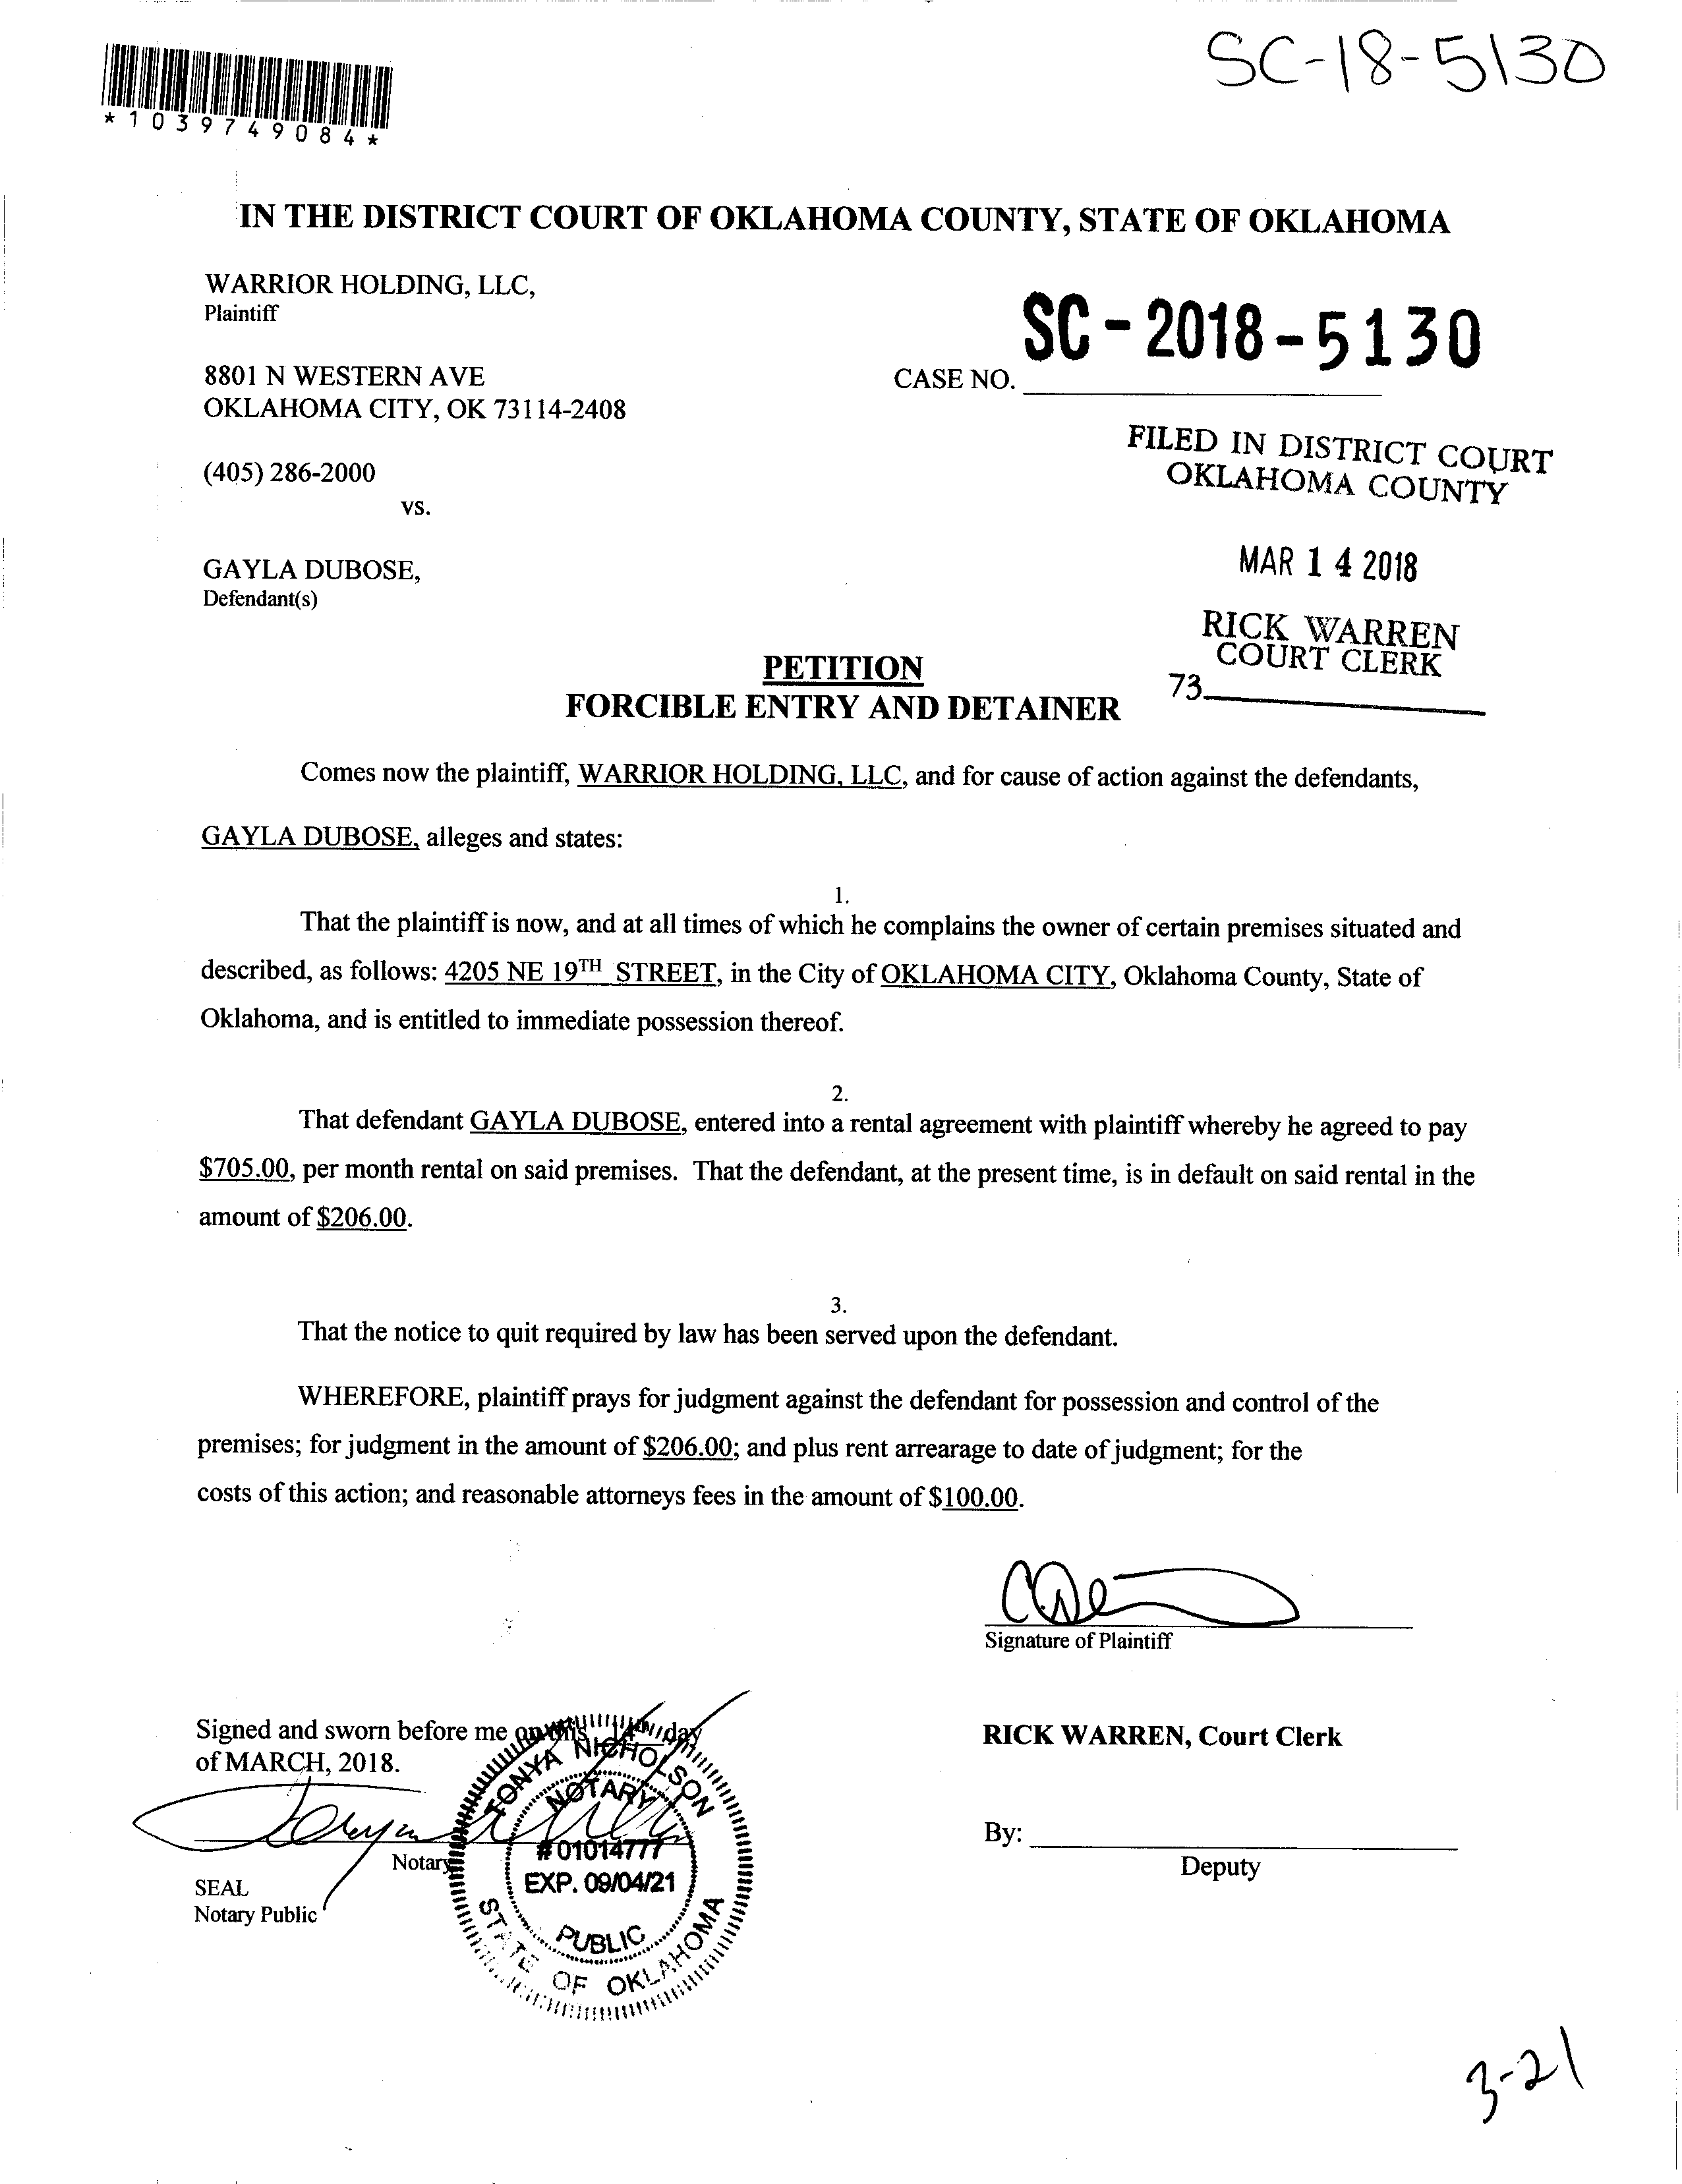 SC-18-5130
*1039749084*
IN THE DISTRICT COURT OF OKLAHOMA COUNTY, STATE OF OKLAHOMA
WARRIOR HOLDING, LLC,
Plaintiff
SC-2018-5130
8801 N WESTERN AVE
CASE NO.
OKLAHOMA CITY, OK 73114-2408
FILED IN DISTRICT COURT
OKLAHOMA COUNTY
(405) 286-2000
vs.
MAR 14 2018
GAYLA DUBOSE,
Defendant(s)
RICK WARREN
COURT CLERK
73
PETITION
FORCIBLE ENTRY AND DETAINER
Comes now the plaintiff, WARRIOR HOLDING, LLC, and for cause of action against the defendants,
GAYLA DUBOSE, alleges and states:
1.
That the plaintiff is now, and at all times of which he complains the owner of certain premises situated and
described, as follows: 4205 NE 19TH STREET, in the City of OKLAHOMA CITY, Oklahoma County, State of
Oklahoma, and is entitled to immediate possession thereof.
2.
That defendant GAYLA DUBOSE, entered into a rental agreement with plaintiff whereby he agreed to pay
$705.00, per month rental on said premises. That the defendant, at the present time, is in default on said rental in the
amount of $206.00.
3.
That the notice to quit required by law has been served upon the defendant.
WHEREFORE, plaintiff prays for judgment against the defendant for possession and control of the
premises; for judgment in the amount of $206.00; and plus rent arrearage to date of judgment; for the
costs of this action; and reasonable attorneys fees in the amount of $100.00.
Signature of Plaintiff
Signed and sworn before me on this 14th day
of MARCH, 2018.
RICK WARREN, Court Clerk
TONYA NICHOLSON
NOTARY
#01014777
EXP. 09/04/21
PUBLIC
STATE OF OKLAHOMA
Notary
SEAL
Notary Public
By:
Deputy
3-21